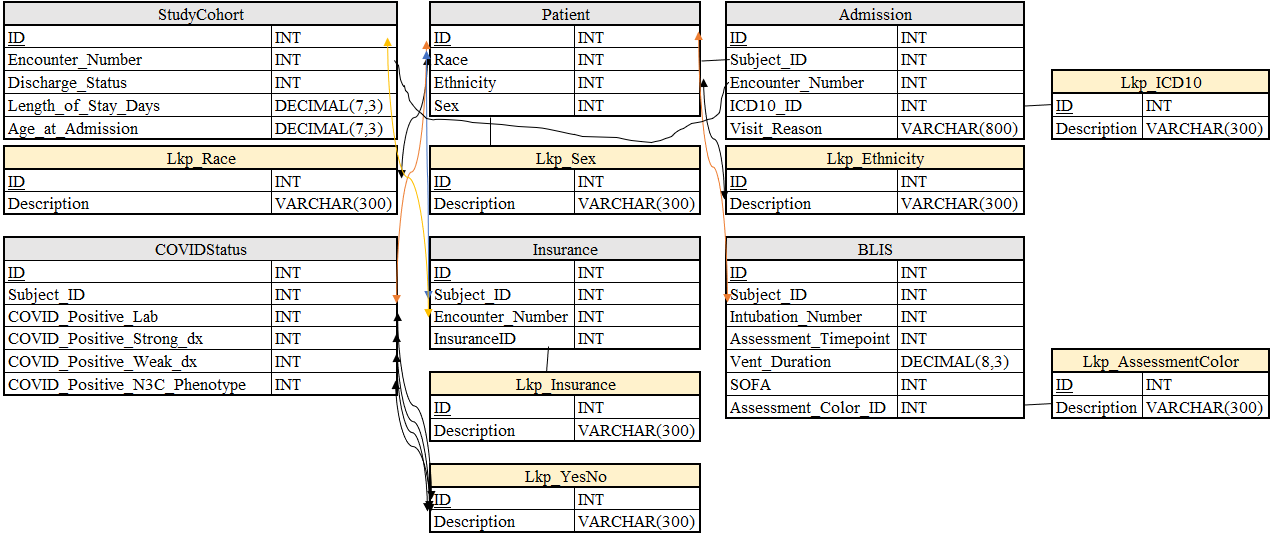 StudyCohort
ID INT
Encounter_Number INT
Discharge_Status INT
Length_of_Stay_Days DECIMAL(7,3)
Age_at_Admission DECIMAL(7,3)
Patient
ID INT
Race INT
Ethnicity INT
Sex INT
Admission
ID INT
Subject_ID INT
Encounter_Number INT
ICD10_ID INT
Visit_Reason VARCHAR(800)
Lkp_ICD10
ID INT
Description VARCHAR(300)
Lkp_Race
ID INT
Description VARCHAR(300)
Lkp_Sex
ID INT
Description VARCHAR(300)
Lkp_Ethnicity
ID INT
Description VARCHAR(300)
COVIDStatus
ID INT
Subject_ID INT
COVID_Positive_Lab INT
COVID_Positive_Strong_dx INT
COVID_Positive_Weak_dx INT
COVID_Positive_N3C_Phenotype INT
Insurance
ID INT
Subject_ID INT
Encounter_Number INT
InsuranceID INT
BLIS
ID INT
Subject_ID INT
Intubation_Number INT
Assessment_Timepoint INT
Vent_Duration DECIMAL(8,3)
SOFA INT
Assessment_Color_ID INT
Lkp_AssessmentColor
ID INT
Description VARCHAR(300)
Lkp_Insurance
ID INT
Description VARCHAR(300)
Lkp_YesNo
ID INT
Description VARCHAR(300)